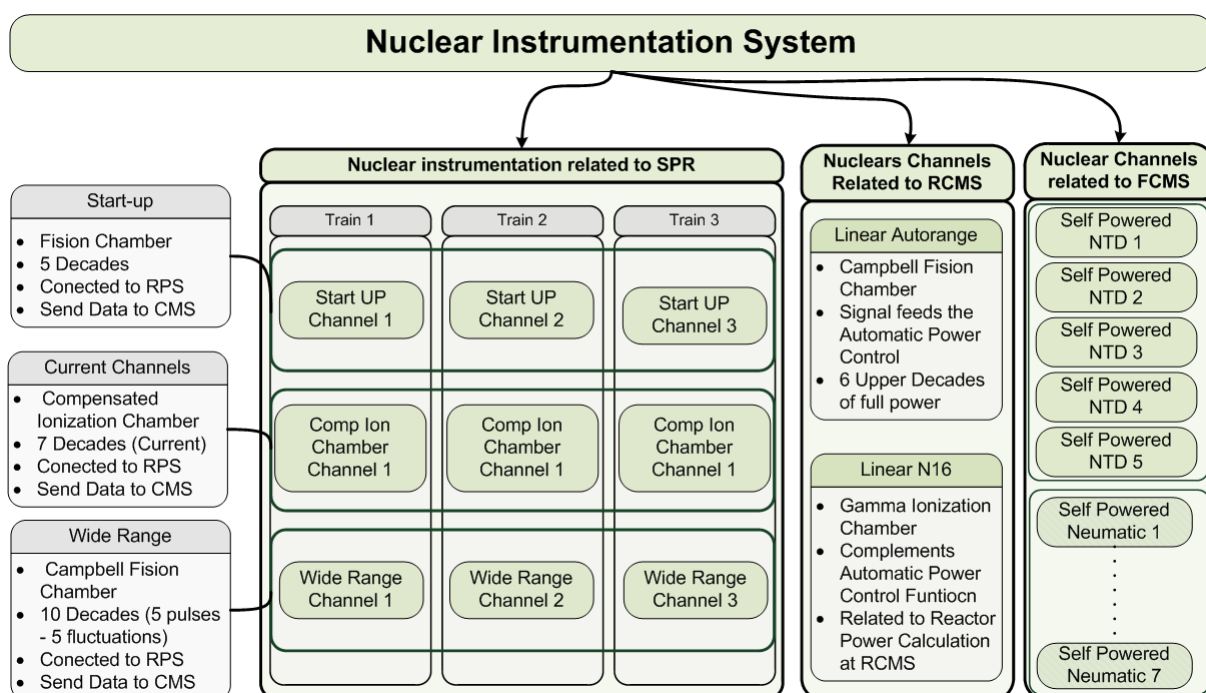 Nuclear Instrumentation System
Nuclear instrumentation related to SPR
Nuclears Channels
Related to RCMS
Nuclear Channels
related to FCMS
Start-up
• Fision Chamber
• 5 Decades
• Conected to RPS
• Send Data to CMS
Current Channels
• Compensated
Ionization Chamber
• 7 Decades (Current)
• Conected to RPS
• Send Data to CMS
Wide Range
• Campbell Fision
Chamber
• 10 Decades (5 pulses
- 5 fluctuations)
• Conected to RPS
• Send Data to CMS
Train 1
Train 2
Train 3
Start UP
Channel 1
Start UP
Channel 2
Start UP
Channel 3
Comp Ion
Chamber
Channel 1
Comp Ion
Chamber
Channel 1
Comp Ion
Chamber
Channel 1
Wide Range
Channel 1
Wide Range
Channel 2
Wide Range
Channel 3
Linear Autorange
• Campbell Fision
Chamber
• Signal feeds the
Automatic Power
Control
• 6 Upper Decades
of full power
Linear N16
• Gamma Ionization
Chamber
• Complements
Automatic Power
Control Funtiocn
• Related to Reactor
Power Calculation
at RCMS
Self Powered
NTD 1
Self Powered
NTD 2
Self Powered
NTD 3
Self Powered
NTD 4
Self Powered
NTD 5
Self Powered
Neumatic 1
Self Powered
Neumatic 7